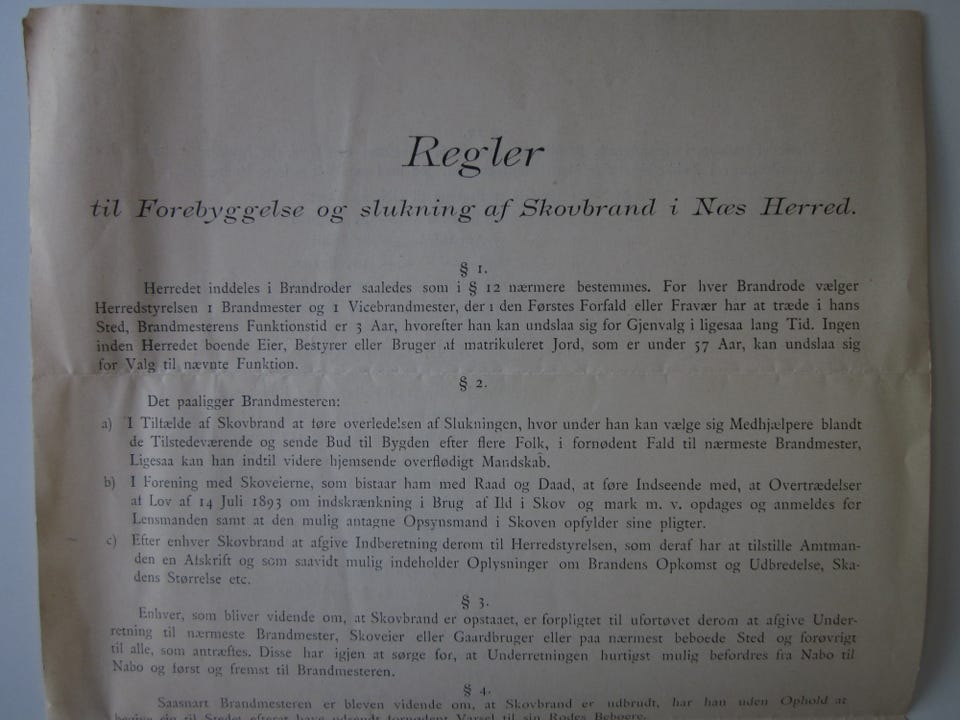 Regler
til Forebyggelse og slukning af Skovbrand i Næs Herred.
§ 1.
Herredet inddeles i Brandroder saaledes som i § 12 nærmere bestemmes. For hver Brandrode vælger
Herredstyrelsen 1 Brandmester og 1 Vicebrandmester, der i den Førstes Forfald eller Fravær har at træde i hans
Sted, Brandmesterens Funktionstid er 3 Aar, hvorefter han kan undslaa sig for Gjenvalg i ligesaa lang Tid. Ingen
inden Herredet boende Eier, Bestyrer eller Bruger af matrikuleret Jord, som er under 57 Aar, kan undslaa sig
for Valg til nævnte Funktion.
§ 2.
Det paaligger Brandmesteren:
a) I Tilfælde af Skovbrand at føre overledelsen af Slukningen, hvor under han kan vælge sig Medhjælpere blandt
de Tilstedeværende og sende Bud til Bygden efter flere Folk, i fornødent Fald til nærmeste Brandmester,
Ligesaa kan han indtil videre hjemsende overflødigt Mandskab.
b) I Forening med Skoveierne, som bistaar ham med Raad og Daad, at føre Indseende med, at Overtrædelser
af Lov af 14 Juli 1893 om indskrænkning i Brug af Ild i Skov og mark m. v. opdages og anmeldes for
Lensmanden samt at den mulig antagne Opsynsmand i Skoven opfylder sine pligter.
c) Efter enhver Skovbrand at afgive Indberetning derom til Herredstyrelsen, som deraf har at tilstille Amtman-
den en Afskrift og som saavidt mulig indeholder Oplysninger om Brandens Opkomst og Udbredelse, Ska-
dens Størrelse etc.
§ 3.
Enhver, som bliver vidende om, at Skovbrand er opstaaet, er forpligtet til ufortøvet derom at afgive Under-
retning til nærmeste Brandmester, Skoveier eller Gaardbruger eller paa nærmest beboede Sted og forøvrigt
til alle, som antræffes. Disse har igjen at sørge for, at Underretningen hurtigst mulig befordres fra Nabo til
Nabo og først og fremst til Brandmesteren.
§ 4.
Saasnart Brandmesteren er bleven vidende om, at Skovbrand er udbrudt, har han uden Ophold at
begive sig til Stedet efterat have udsendt fornødent Varsel til sin Rodes Beboere.